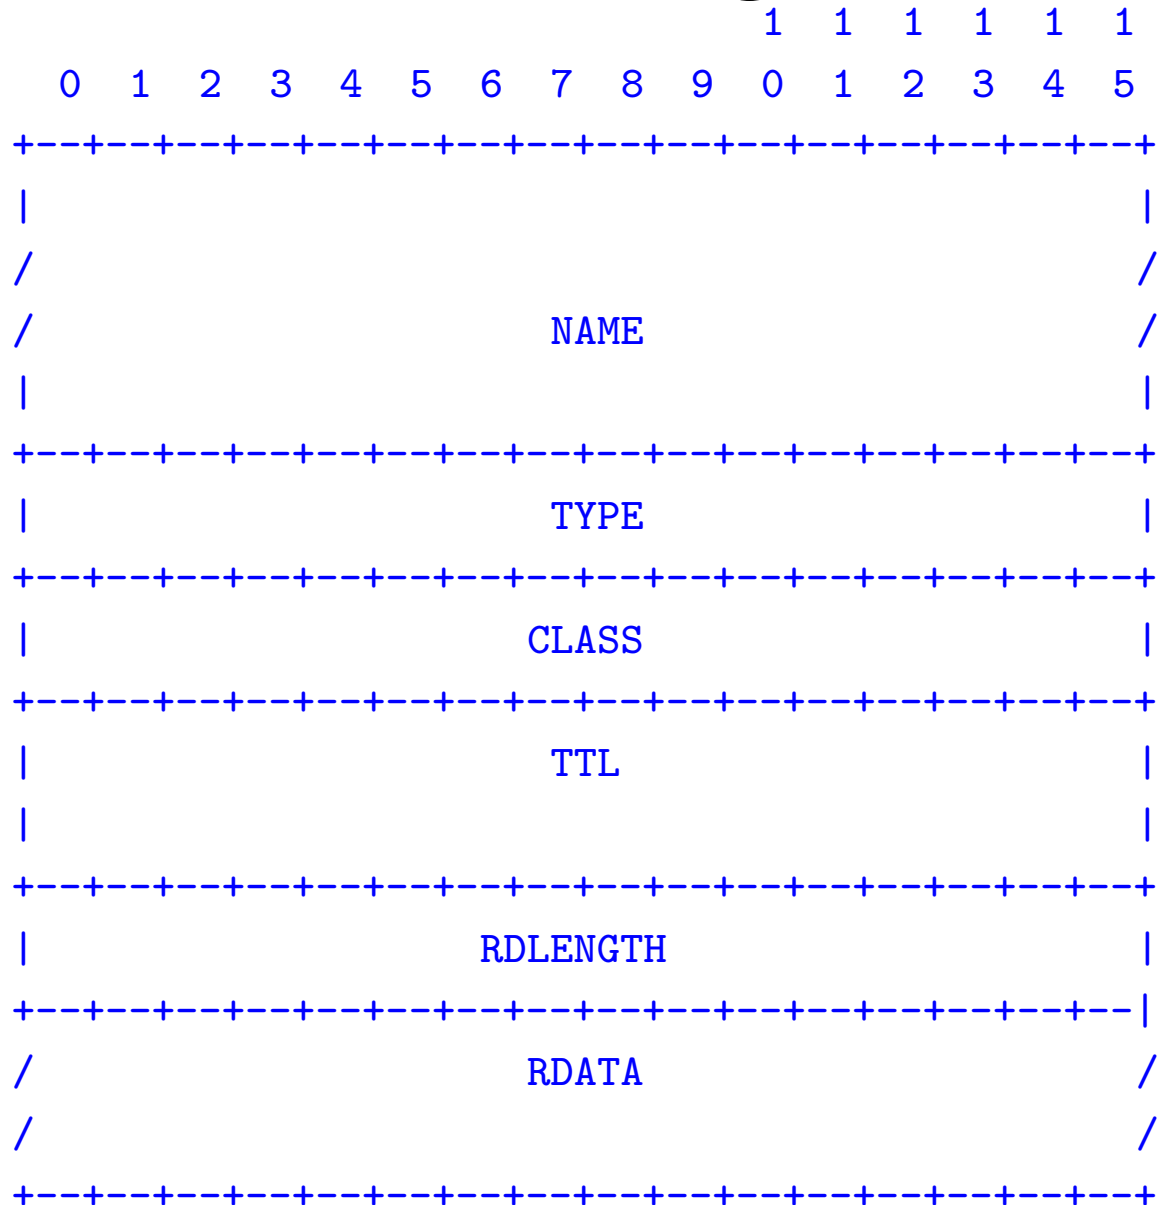 1  1  1  1  1  1
  0  1  2  3  4  5  6  7  8  9  0  1  2  3  4  5
+--+--+--+--+--+--+--+--+--+--+--+--+--+--+--+--+
|                                                |
/                                                /
/                      NAME                      /
|                                                |
+--+--+--+--+--+--+--+--+--+--+--+--+--+--+--+--+
|                      TYPE                      |
+--+--+--+--+--+--+--+--+--+--+--+--+--+--+--+--+
|                     CLASS                      |
+--+--+--+--+--+--+--+--+--+--+--+--+--+--+--+--+
|                      TTL                       |
|                                                |
+--+--+--+--+--+--+--+--+--+--+--+--+--+--+--+--+
|                   RDLENGTH                     |
+--+--+--+--+--+--+--+--+--+--+--+--+--+--+--+--|
/                     RDATA                      /
/                                                /
+--+--+--+--+--+--+--+--+--+--+--+--+--+--+--+--+